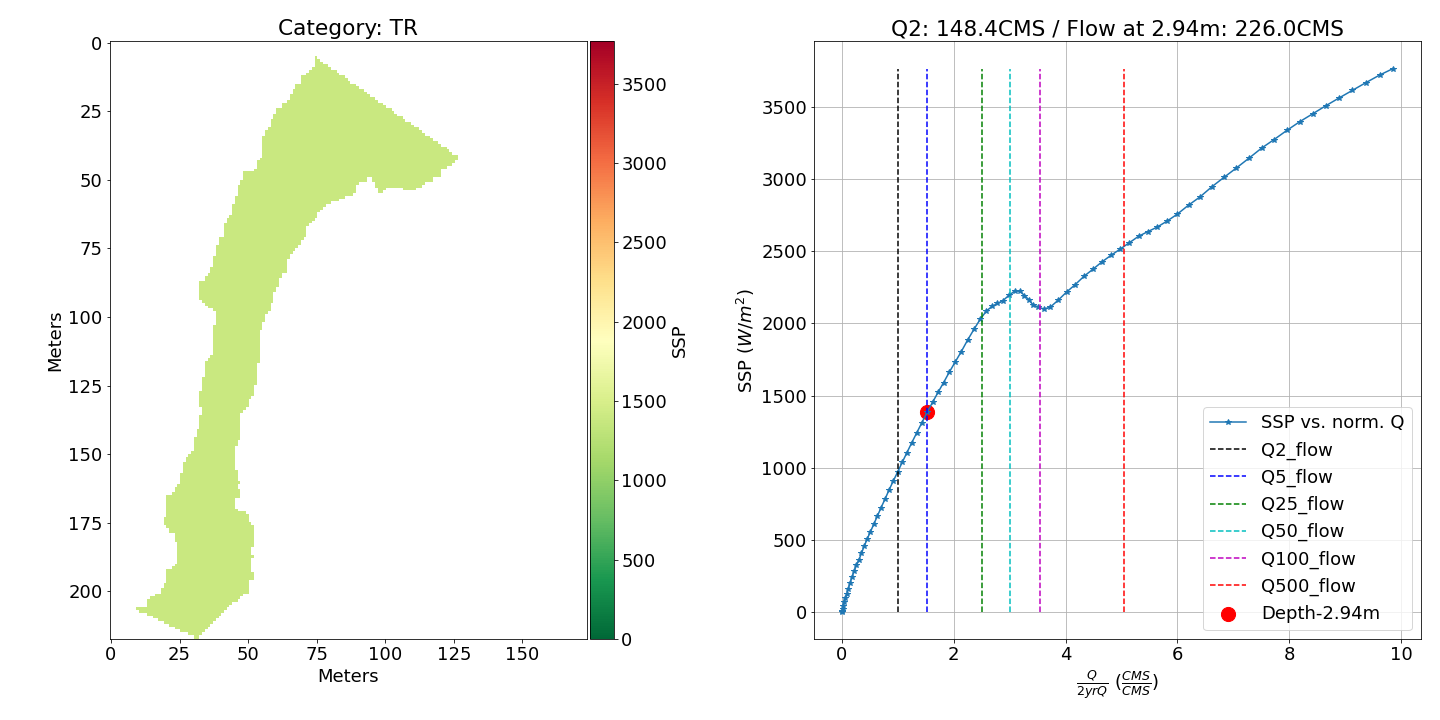 Category: TR
0
25
50
75
100
125
150
175
200
Meters
0 25 50 75 100 125 150
Meters
3500
3000
2500
2000
1500
1000
500
0
SSP
Q2: 148.4CMS / Flow at 2.94m: 226.0CMS
3500
3000
2500
2000
1500
1000
500
0
SSP (W/m²)
0 2 4 6 8 10
Q/2yrQ (CMS/CMS)
SSP vs. norm. Q
Q2_flow
Q5_flow
Q25_flow
Q50_flow
Q100_flow
Q500_flow
Depth-2.94m